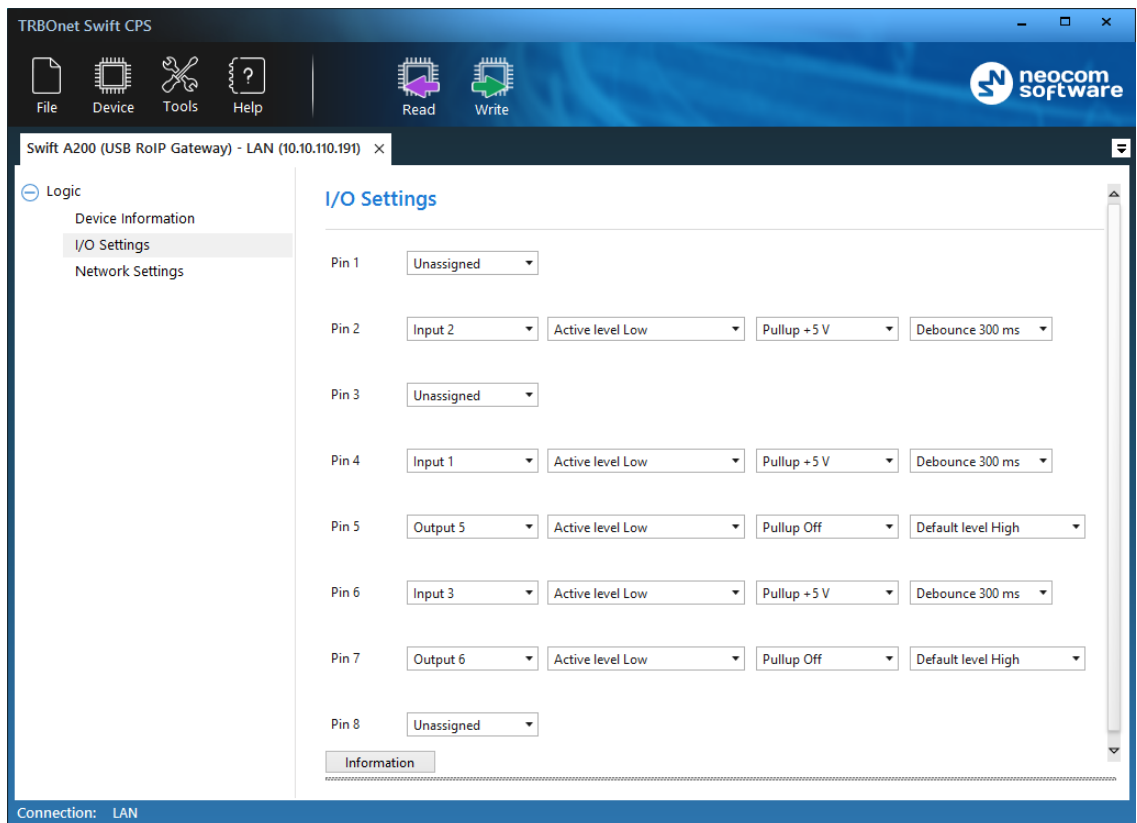 TRBOnet Swift CPS
File Device Tools Help Read Write
neocom
software
Swift A200 (USB RoIP Gateway) - LAN (10.10.110.191)
Logic
Device Information
I/O Settings
Network Settings
I/O Settings
Pin 1 Unassigned
Pin 2 Input 2 Active level Low Pullup +5 V Debounce 300 ms
Pin 3 Unassigned
Pin 4 Input 1 Active level Low Pullup +5 V Debounce 300 ms
Pin 5 Output 5 Active level Low Pullup Off Default level High
Pin 6 Input 3 Active level Low Pullup +5 V Debounce 300 ms
Pin 7 Output 6 Active level Low Pullup Off Default level High
Pin 8 Unassigned
Information
Connection: LAN